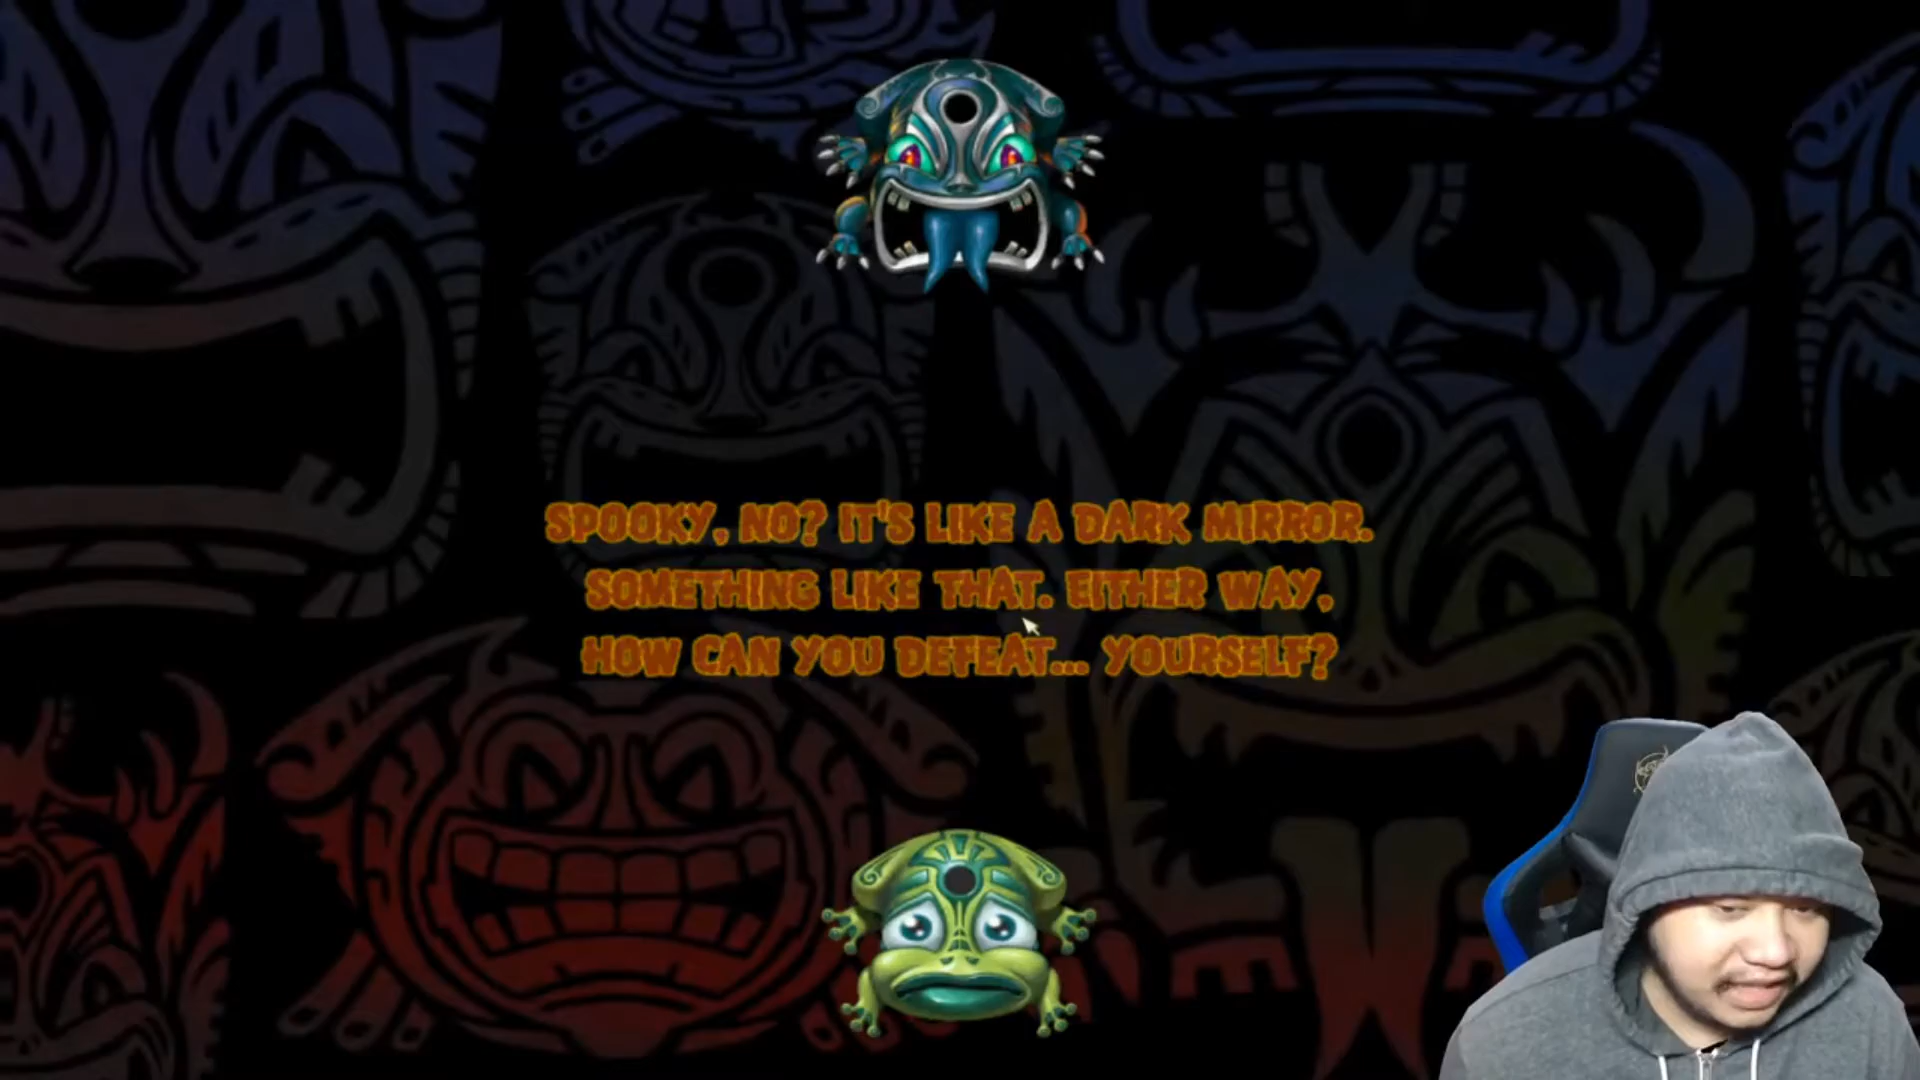 SPOOKY, NO? IT'S LIKE A DARK MIRROR.
SOMETHING LIKE THAT. EITHER WAY,
HOW CAN YOU DEFEAT... YOURSELF?